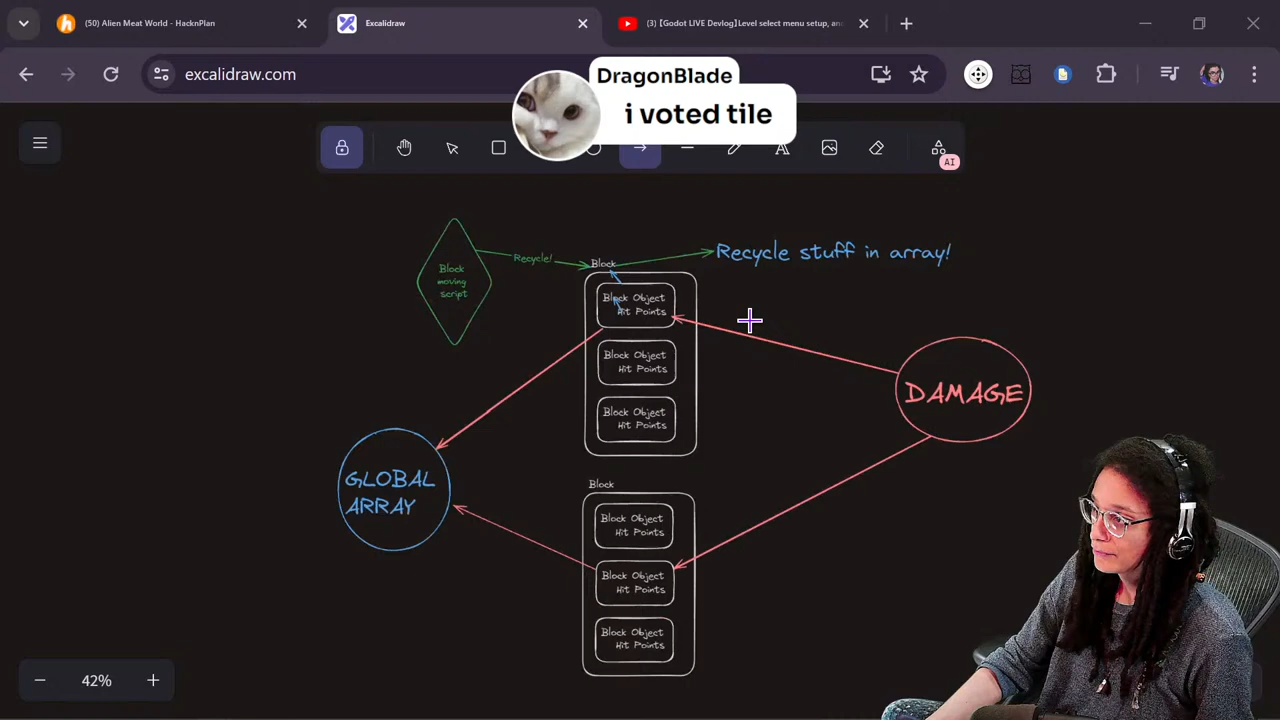 (50) Alien Meat World - HacknPlan
Excalidraw
(3) [Godot LIVE Devlog]Level select menu setup, an
excalidraw.com
DragonBlade
i voted tile
A
AI
Recycle!
Recycle stuff in array!
Block
Block
moving
script
Block Object
Hit Points
Block Object
Hit Points
Block Object
Hit Points
DAMAGE
GLOBAL
ARRAY
Block
Block Object
Hit Points
Block Object
Hit Points
Block Object
Hit Points
42%